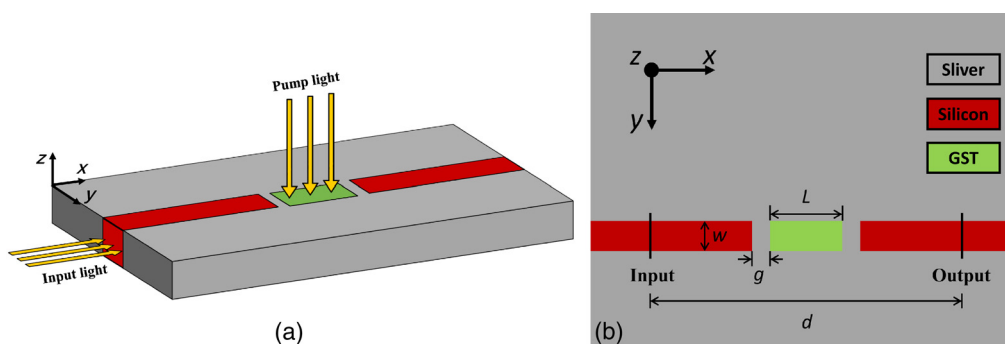 Pump light
z
x
y
Input light
(a)
z
x
y
Sliver
Silicon
GST
L
w
Input
g
Output
d
(b)